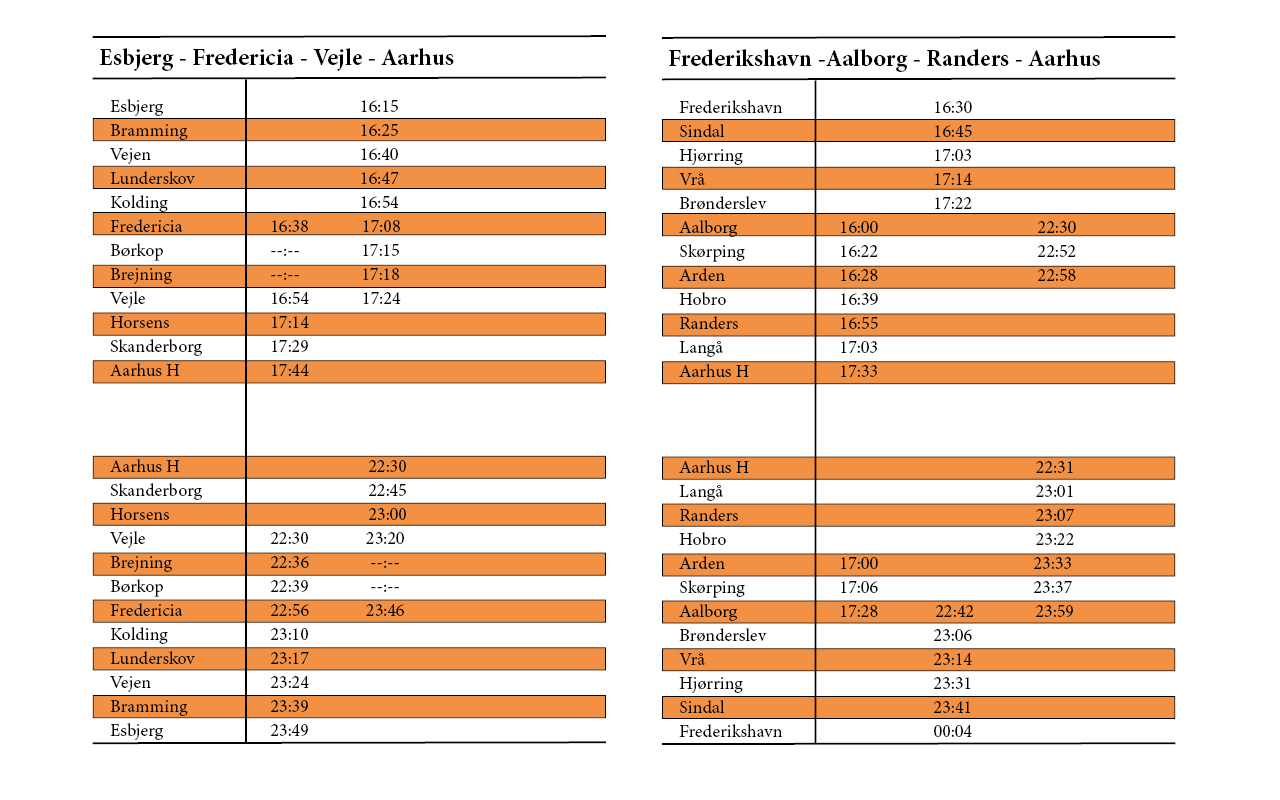 Esbjerg - Fredericia - Vejle - Aarhus
Esbjerg 16:15
Bramming 16:25
Vejen 16:40
Lunderskov 16:47
Kolding 16:54
Fredericia 16:38 17:08
Børkop --:-- 17:15
Brejning --:-- 17:18
Vejle 16:54 17:24
Horsens 17:14
Skanderborg 17:29
Aarhus H 17:44
Aarhus H 22:30
Skanderborg 22:45
Horsens 23:00
Vejle 22:30 23:20
Brejning 22:36 --:--
Børkop 22:39 --:--
Fredericia 22:56 23:46
Kolding 23:10
Lunderskov 23:17
Vejen 23:24
Bramming 23:39
Esbjerg 23:49
Frederikshavn -Aalborg - Randers - Aarhus
Frederikshavn 16:30
Sindal 16:45
Hjørring 17:03
Vrå 17:14
Brønderslev 17:22
Aalborg 16:00 22:30
Skørping 16:22 22:52
Arden 16:28 22:58
Hobro 16:39
Randers 16:55
Langå 17:03
Aarhus H 17:33
Aarhus H 22:31
Langå 23:01
Randers 23:07
Hobro 23:22
Arden 17:00 23:33
Skørping 17:06 23:37
Aalborg 17:28 22:42 23:59
Brønderslev 23:06
Vrå 23:14
Hjørring 23:31
Sindal 23:41
Frederikshavn 00:04